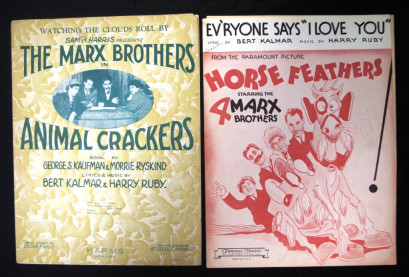 WATCHING THE CLOUDS ROLL BY
SAM H. HARRIS PRESENTS
THE MARX BROTHERS
IN
ANIMAL CRACKERS
BOOK BY
GEORGE S. KAUFMAN & MORRIE RYSKIND
LYRICS & MUSIC BY
BERT KALMAR & HARRY RUBY
HARMS
EV'RYONE SAYS "I LOVE YOU"
LYRIC BY BERT KALMAR MUSIC BY HARRY RUBY
FROM THE PARAMOUNT PICTURE
HORSE FEATHERS
STARRING THE
4 MARX
BROTHERS
!